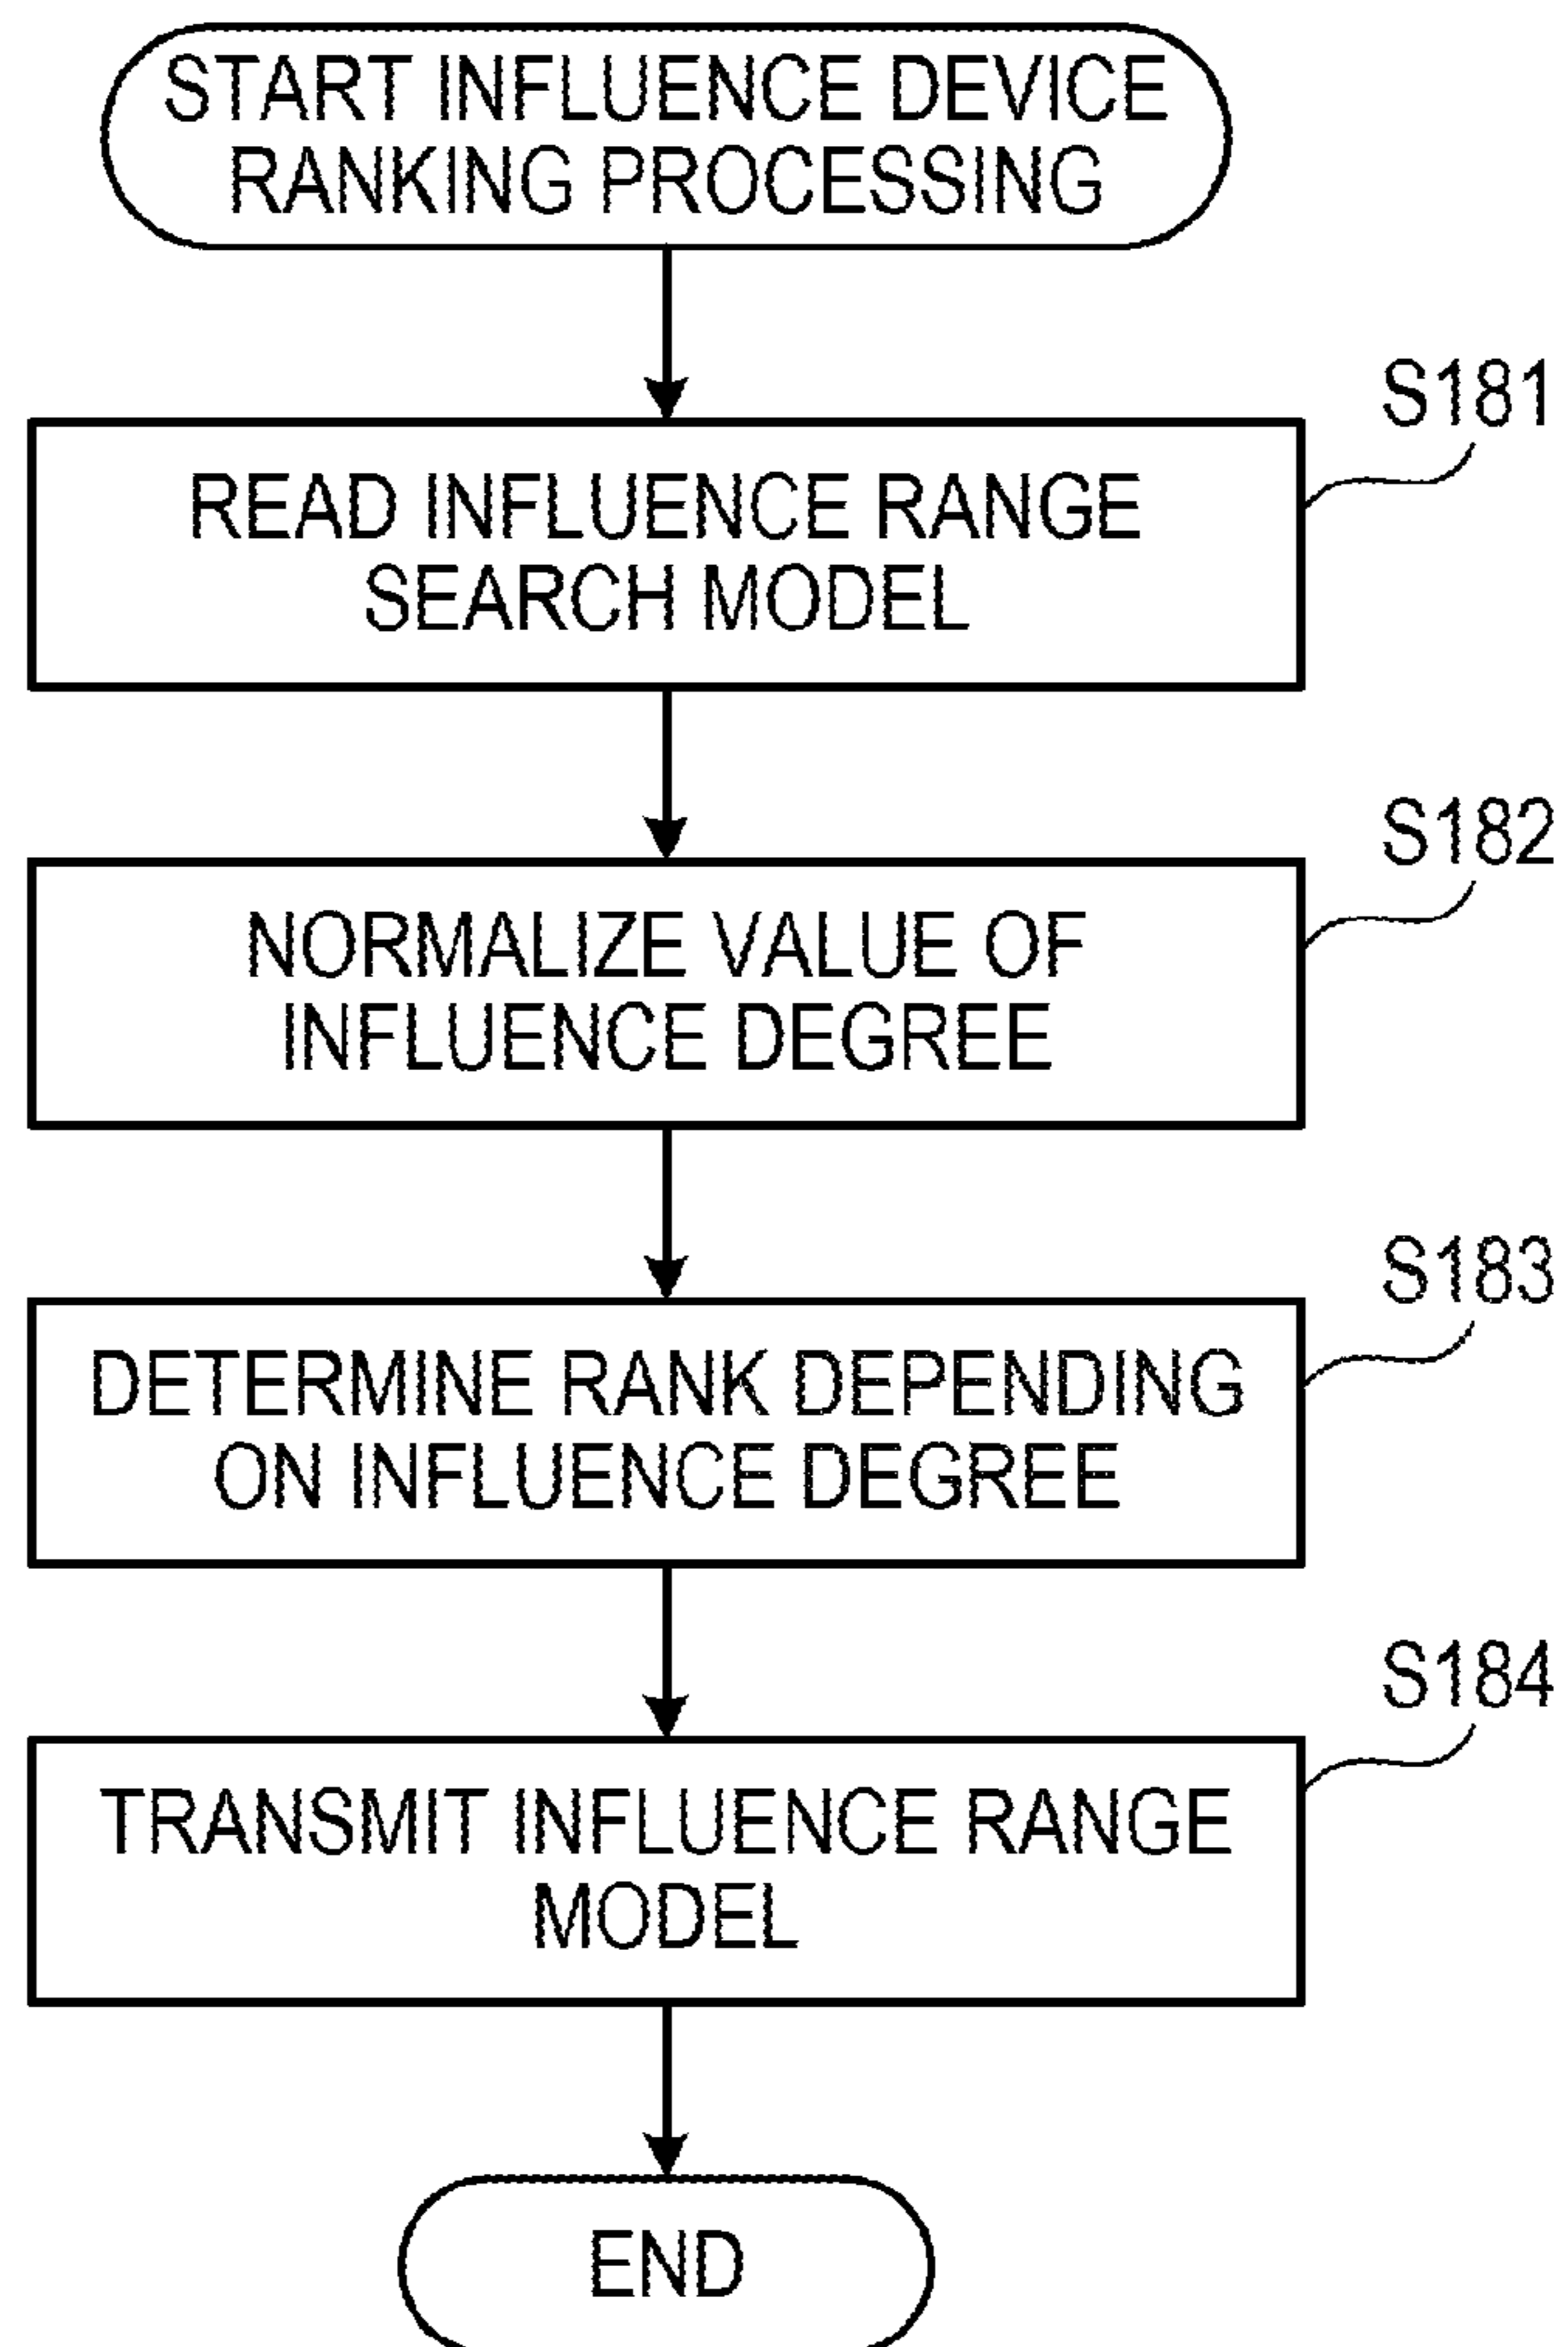 START INFLUENCE DEVICE
RANKING PROCESSING
S181
READ INFLUENCE RANGE
SEARCH MODEL
S182
NORMALIZE VALUE OF
INFLUENCE DEGREE
S183
DETERMINE RANK DEPENDING
ON INFLUENCE DEGREE
S184
TRANSMIT INFLUENCE RANGE
MODEL
END